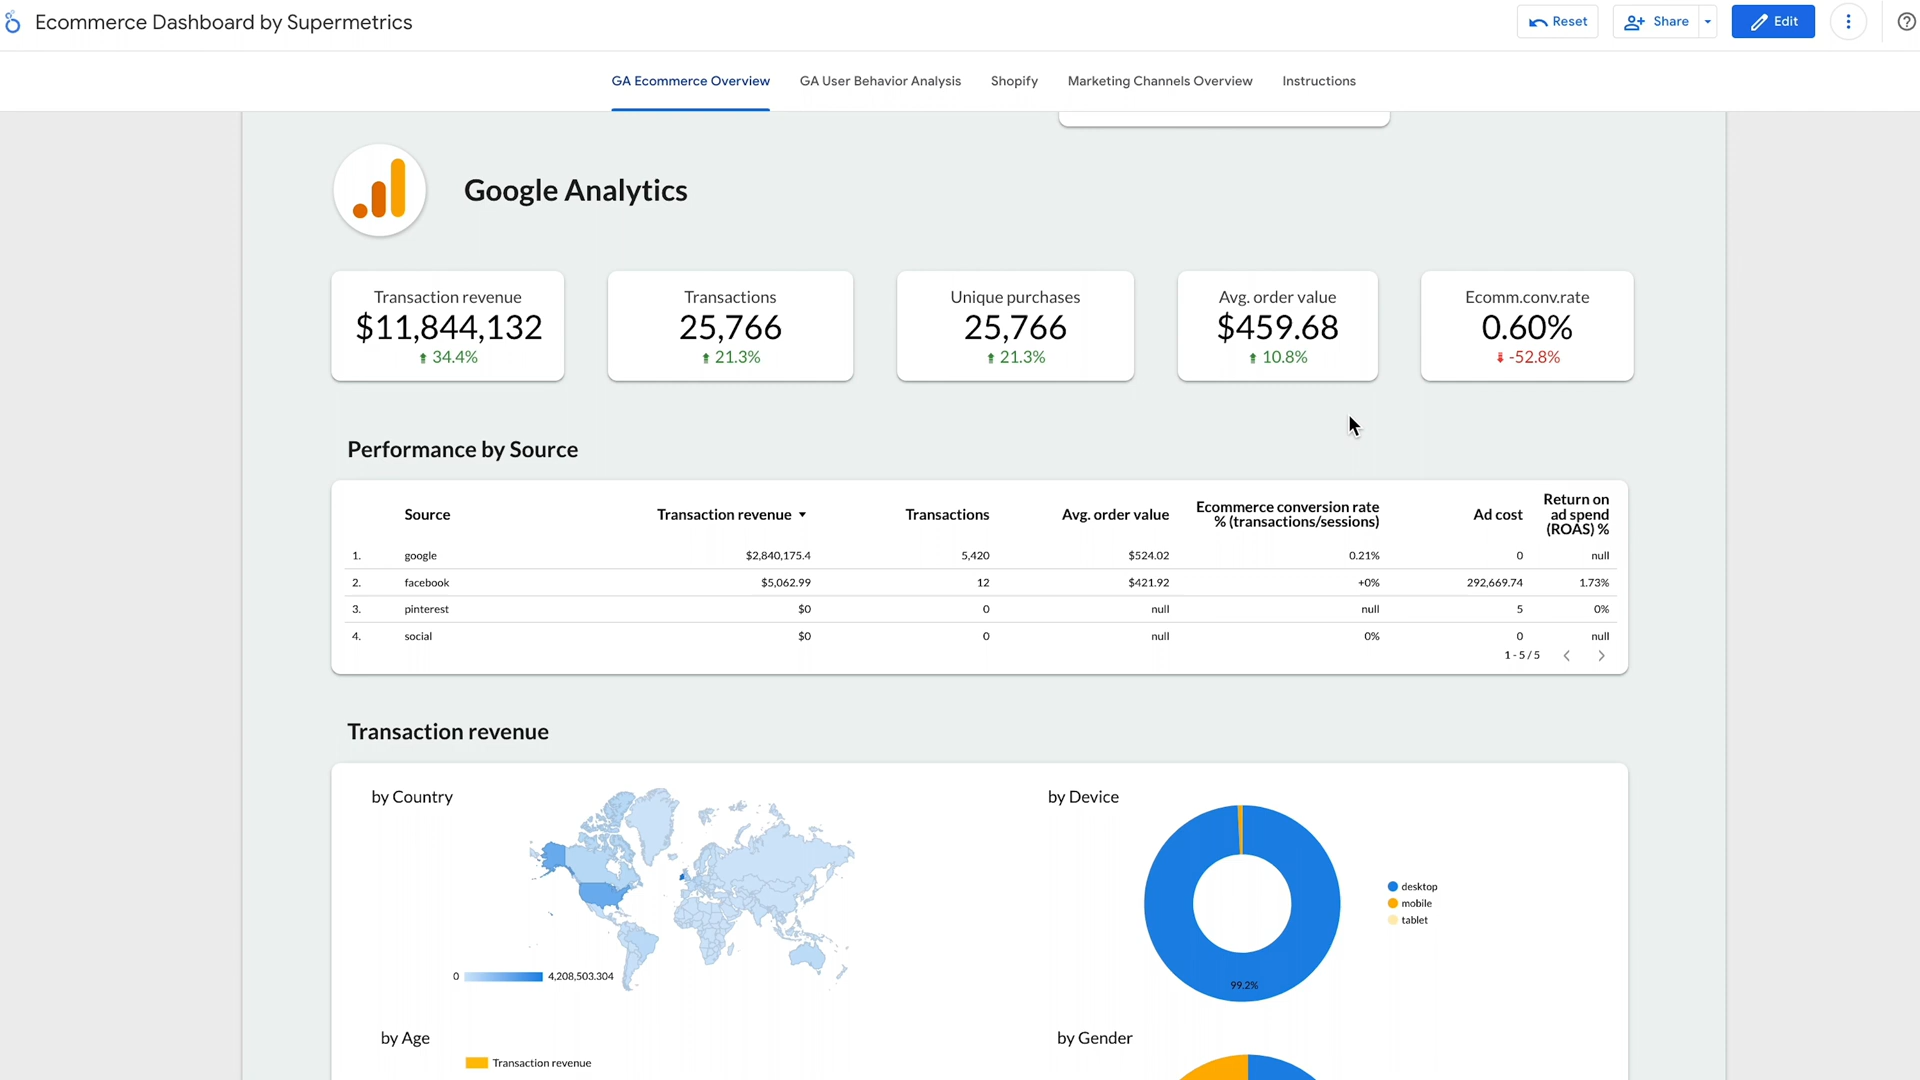 Ecommerce Dashboard by Supermetrics
Reset
Share
Edit
GA Ecommerce Overview
GA User Behavior Analysis
Shopify
Marketing Channels Overview
Instructions
Google Analytics
Transaction revenue
$11,844,132
34.4%
Transactions
25,766
21.3%
Unique purchases
25,766
21.3%
Avg. order value
$459.68
10.8%
Ecomm.conv.rate
0.60%
-52.8%
Performance by Source
Source Transaction revenue Transactions Avg. order value Ecommerce conversion rate % (transactions/sessions) Ad cost Return on ad spend (ROAS) %
1. google $2,840,175.4 5,420 $524.02 0.21% 0 null
2. facebook $5,062.99 12 $421.92 +0% 292,669.74 1.73%
3. pinterest $0 0 null null 5 0%
4. social $0 0 null 0% 0 null
1 - 5 / 5
Transaction revenue
by Country
0 4,208,503.304
by Device
desktop
mobile
tablet
99.2%
by Age
Transaction revenue
by Gender